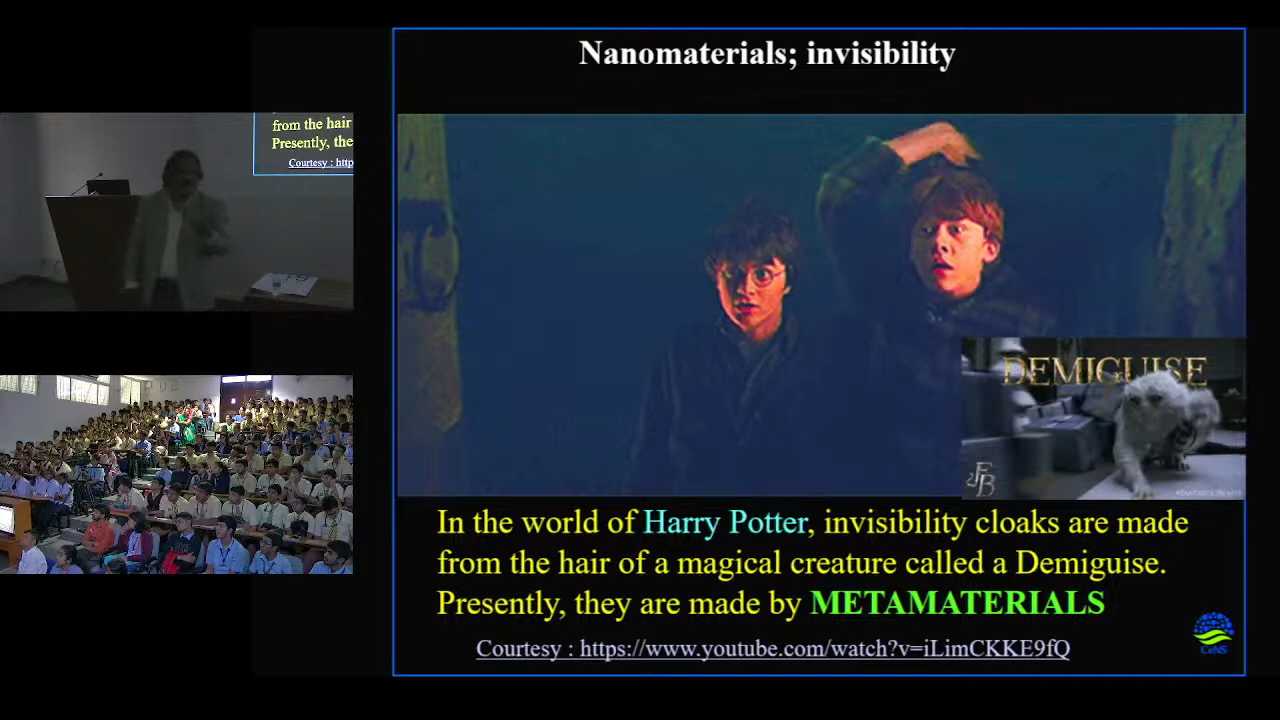 Nanomaterials; invisibility
from the hair
Presently, the
Courtesy : http
DEMIGUISE
FB
In the world of Harry Potter, invisibility cloaks are made
from the hair of a magical creature called a Demiguise.
Presently, they are made by METAMATERIALS
Courtesy : https://www.youtube.com/watch?v=iLimCKKE9fQ
CeNS